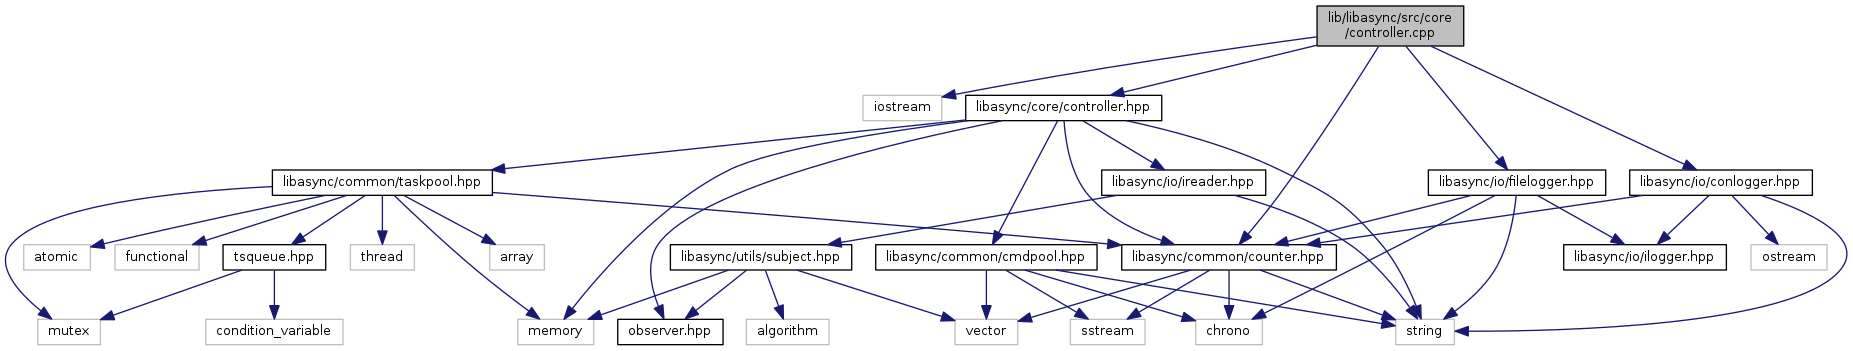 lib/libasync/src/core
/controller.cpp
iostream
libasync/core/controller.hpp
libasync/common/taskpool.hpp
libasync/io/ireader.hpp
libasync/io/filelogger.hpp
libasync/io/conlogger.hpp
atomic
functional
tsqueue.hpp
thread
array
libasync/utils/subject.hpp
libasync/common/cmdpool.hpp
libasync/common/counter.hpp
libasync/io/ilogger.hpp
ostream
mutex
condition_variable
memory
observer.hpp
algorithm
vector
sstream
chrono
string